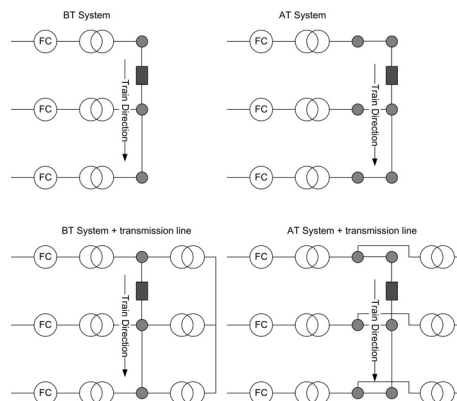 BT System
AT System
FC
FC
Train Direction
Train Direction
FC
FC
FC
FC
BT System + transmission line
AT System + transmission line
FC
FC
Train Direction
Train Direction
FC
FC
FC
FC